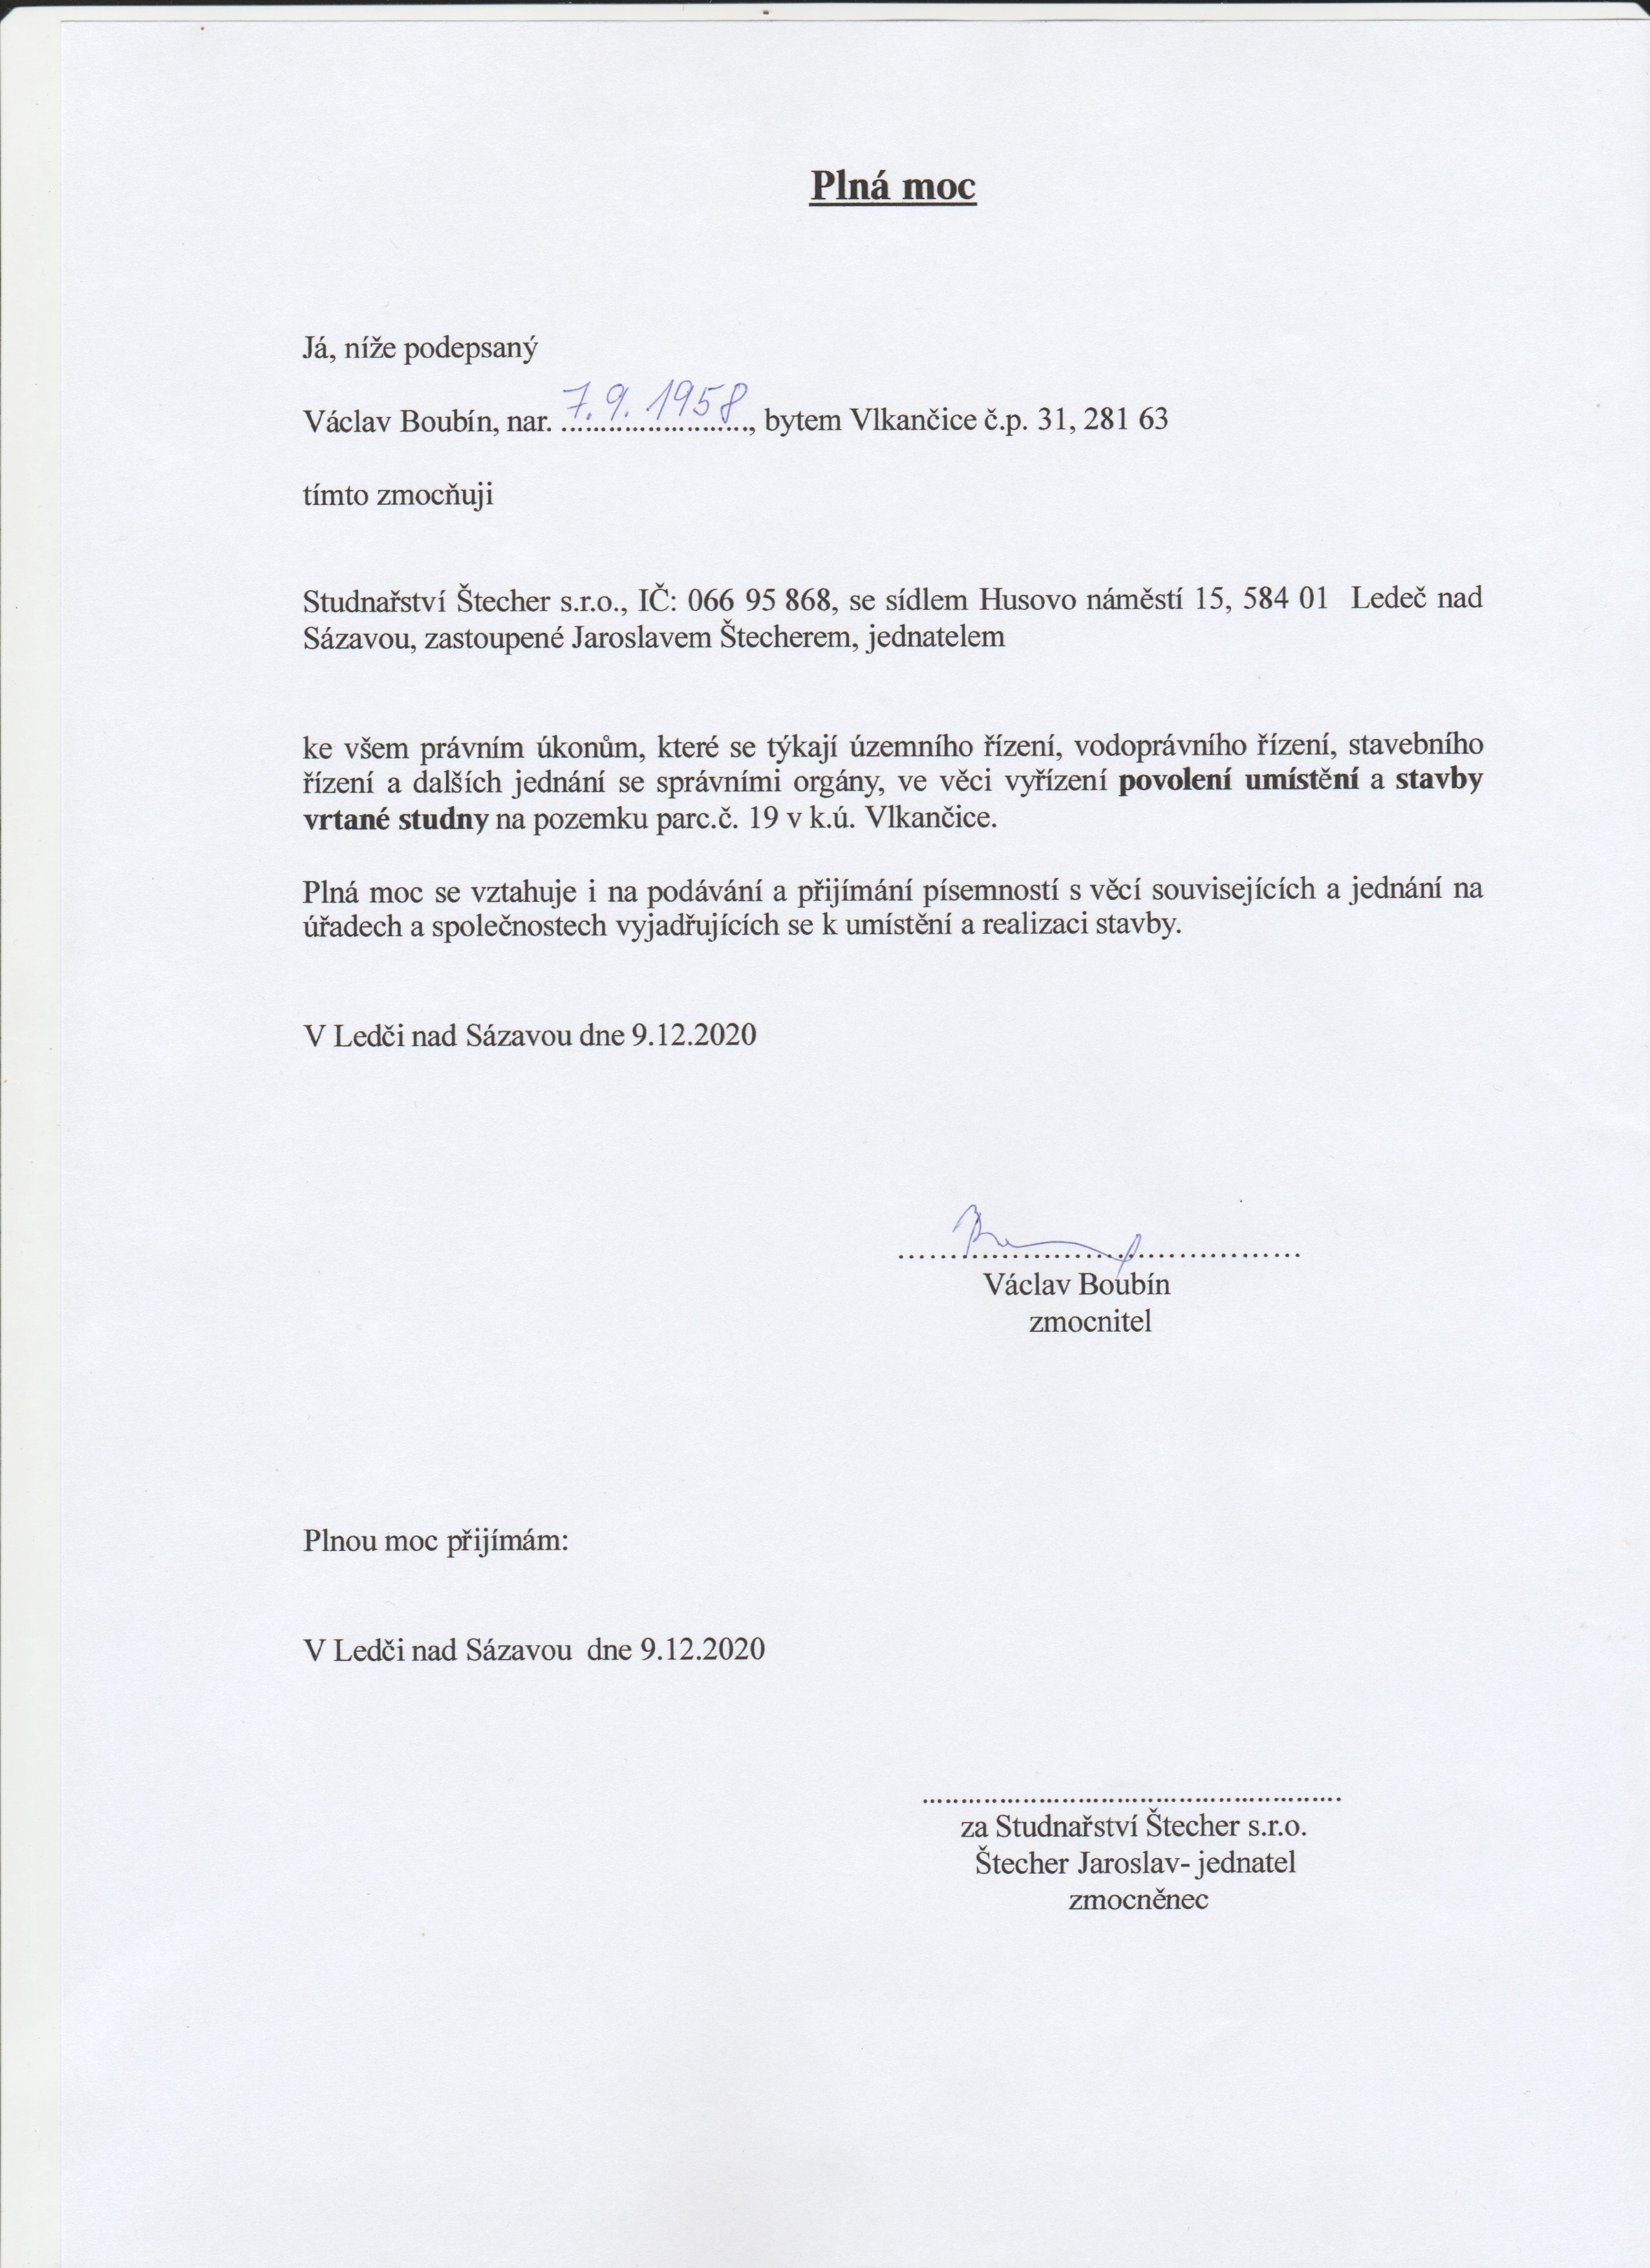 Plná moc
Já, níže podepsaný
Václav Boubín, nar. 7.9.1958, bytem Vlkančice č.p. 31, 281 63
tímto zmocňuji
Studnařství Štecher s.r.o., IČ: 066 95 868, se sídlem Husovo náměstí 15, 584 01 Ledeč nad
Sázavou, zastoupené Jaroslavem Štecherem, jednatelem
ke všem právním úkonům, které se týkají územního řízení, vodoprávního řízení, stavebního
řízení a dalších jednání se správními orgány, ve věci vyřízení povolení umístění a stavby
vrtané studny na pozemku parc.č. 19 v k.ú. Vlkančice.
Plná moc se vztahuje i na podávání a přijímání písemností s věcí souvisejících a jednání na
úřadech a společnostech vyjadřujících se k umístění a realizaci stavby.
V Ledči nad Sázavou dne 9.12.2020
Václav Boubín
zmocnitel
Plnou moc přijímám:
V Ledči nad Sázavou dne 9.12.2020
za Studnařství Štecher s.r.o.
Štecher Jaroslav- jednatel
zmocněnec